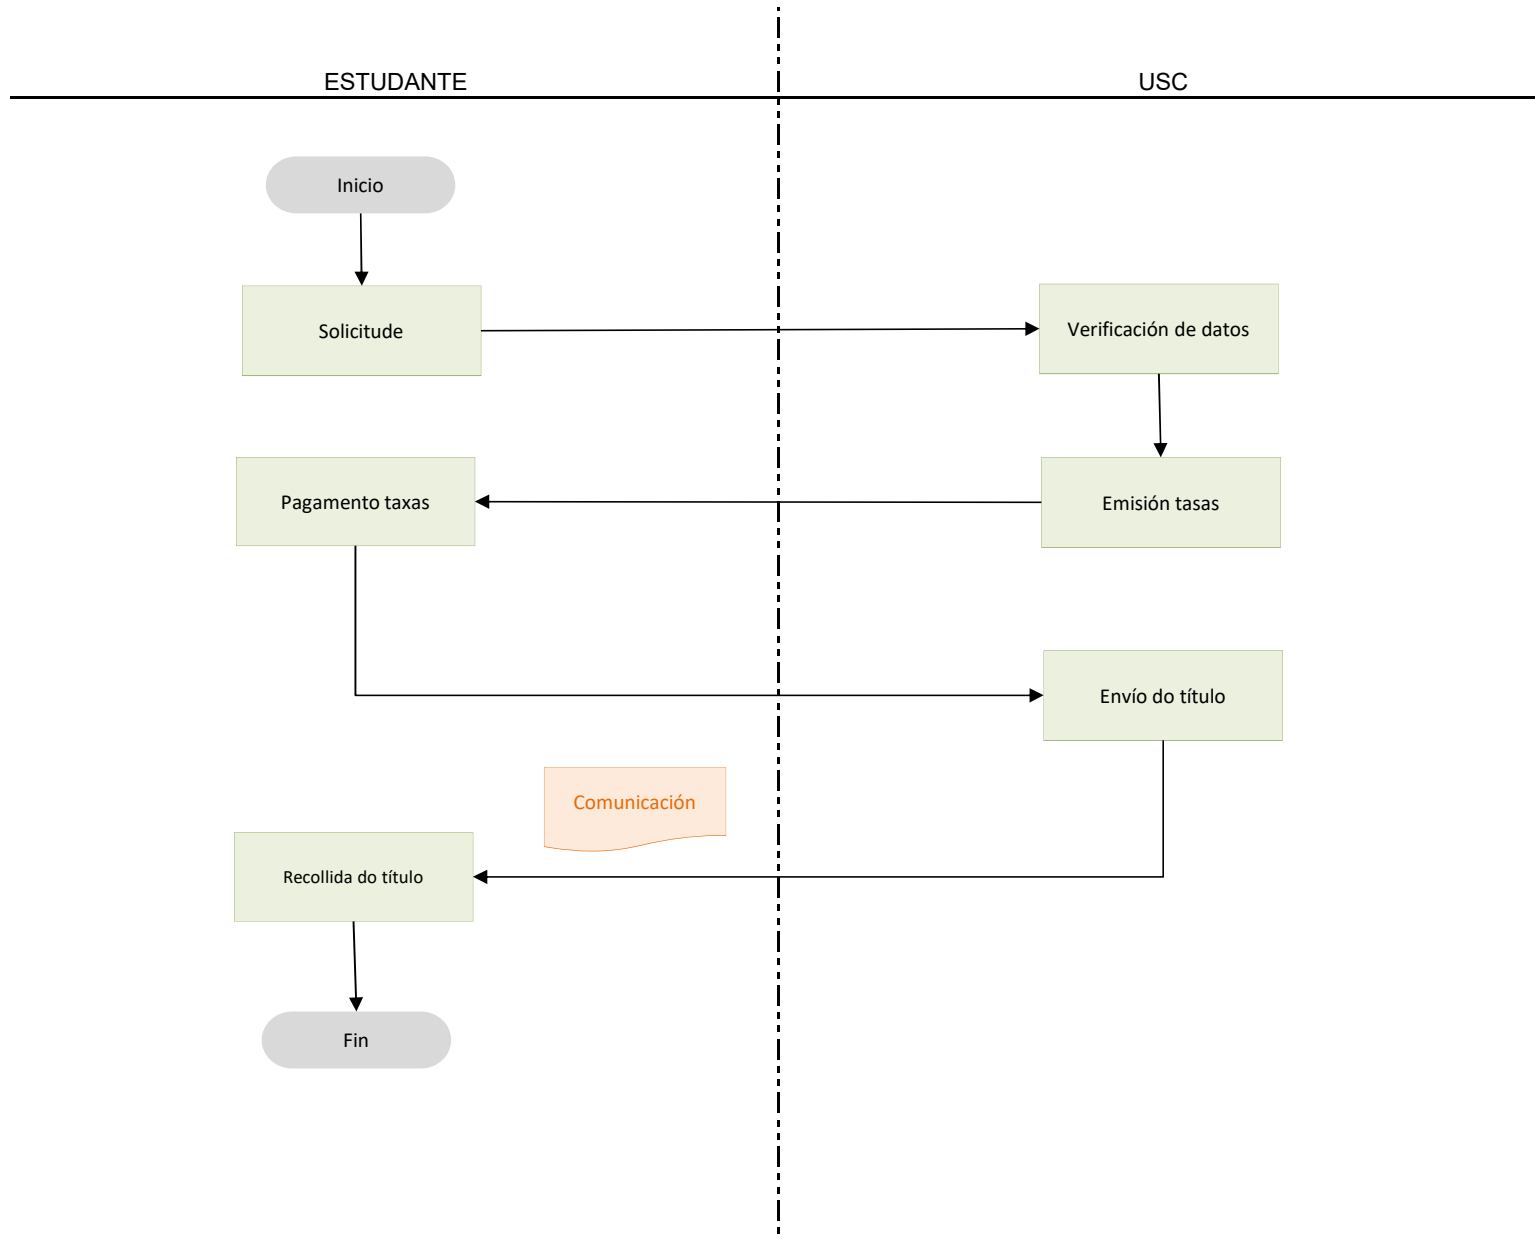 ESTUDANTE
USC
Inicio
Solicitude
Verificación de datos
Pagamento taxas
Emisión tasas
Envío do título
Comunicación
Recollida do título
Fin